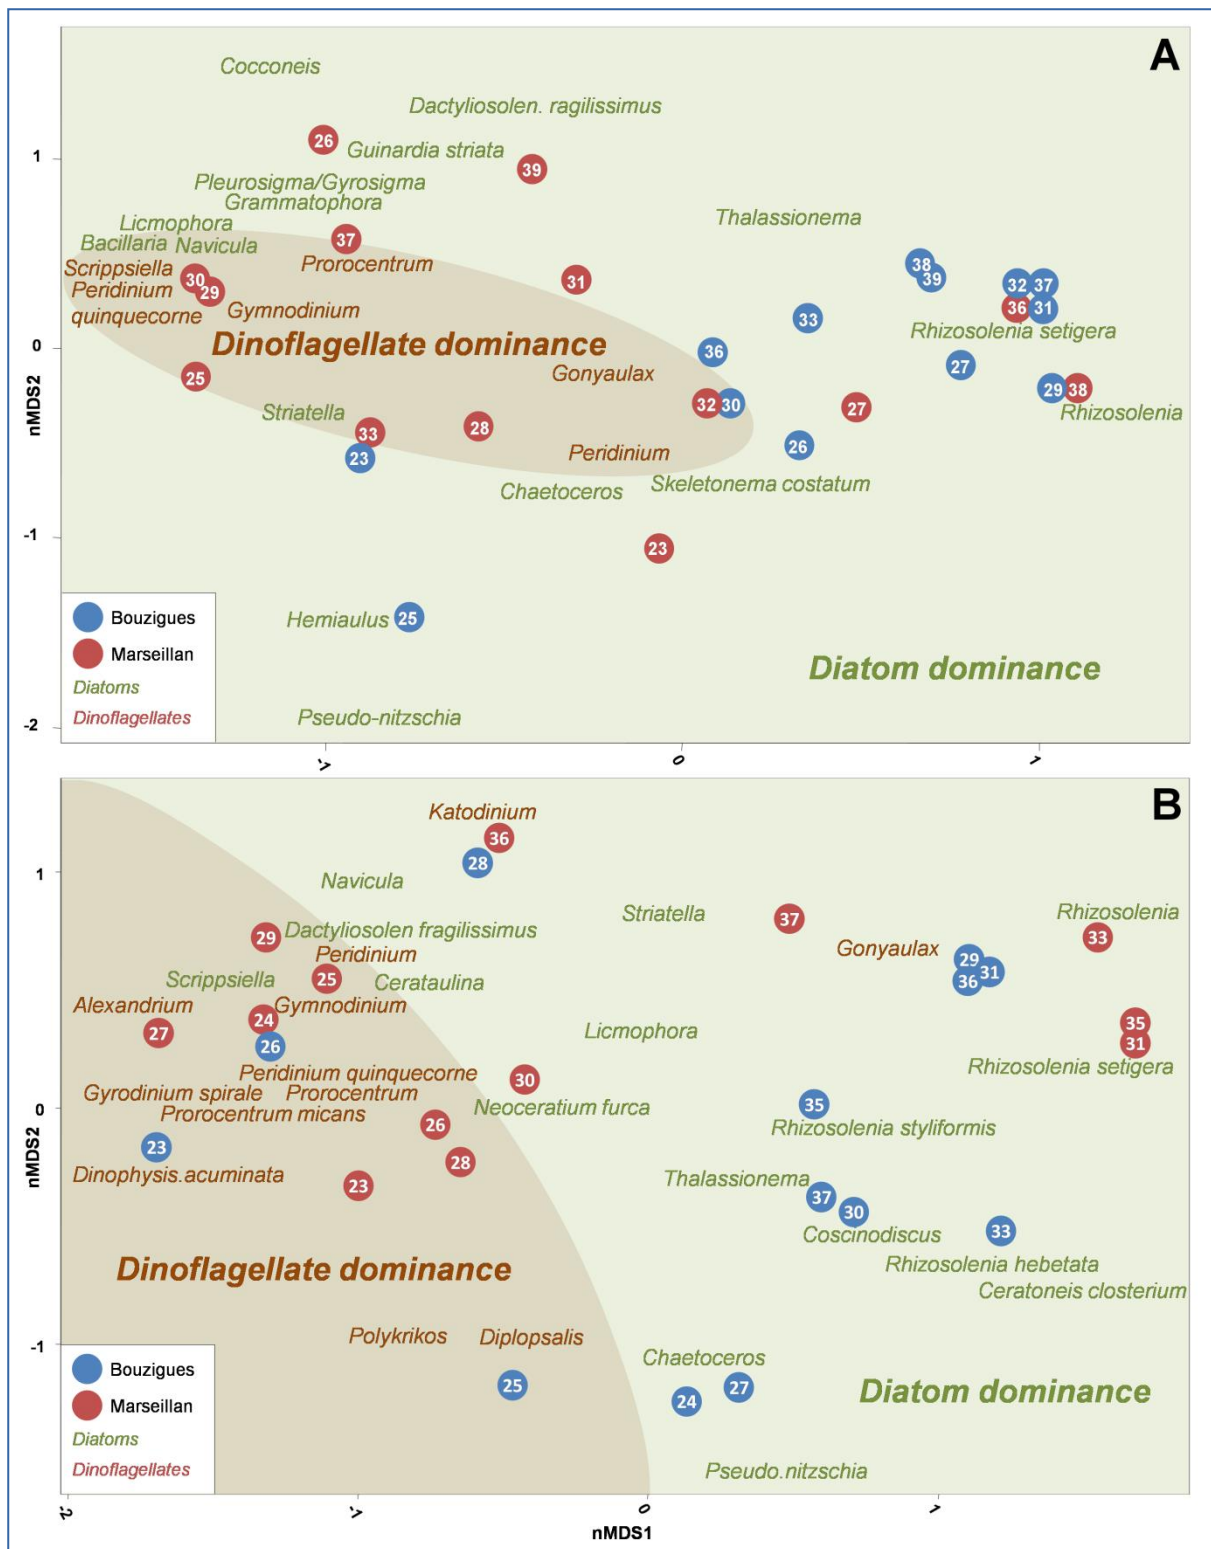 A
Cocconeis
Dactyliosolen. ragilissimus
26
Guinardia striata
39
1
Pleurosigma/Gyrosigma
Grammatophora
Licmophora
Thalassionema
Bacillaria Navicula
37
Prorocentrum
Scrippsiella
30
29
31
38
39
32
37
Peridinium
quinquecorne
Gymnodinium
36
31
33
Rhizosolenia setigera
0
Dinoflagellate dominance
36
27
Gonyaulax
25
29
38
Striatella
32
30
27
Rhizosolenia
33
28
26
23
Peridinium
Chaetoceros
Skeletonema costatum
nMDS2
-1
23
Bouzigues
Hemiaulus
25
Marseillan
Diatom dominance
Diatoms
Dinoflagellates
Pseudo-nitzschia
-2
-1
0
1
B
Katodinium
36
28
1
Navicula
Striatella
37
Rhizosolenia
29
Dactyliosolen fragilissimus
33
Peridinium
Gonyaulax
29
31
36
Scrippsiella
25
Cerataulina
Alexandrium
24
Gymnodinium
27
26
Licmophora
35
31
Peridinium quinquecorne
30
Rhizosolenia setigera
Gyrodinium spirale
Prorocentrum
Neoceratium furca
35
0
Prorocentrum micans
26
Rhizosolenia styliformis
23
28
Dinophysis.acuminata
23
Thalassionema
37
30
nMDS2
Coscinodiscus
33
Dinoflagellate dominance
Rhizosolenia hebetata
Ceratoneis closterium
Polykrikos
Diplopsalis
-1
Chaetoceros
25
24
27
Bouzigues
Marseillan
Diatom dominance
Diatoms
Dinoflagellates
Pseudo.nitzschia
-2
-1
0
1
nMDS1